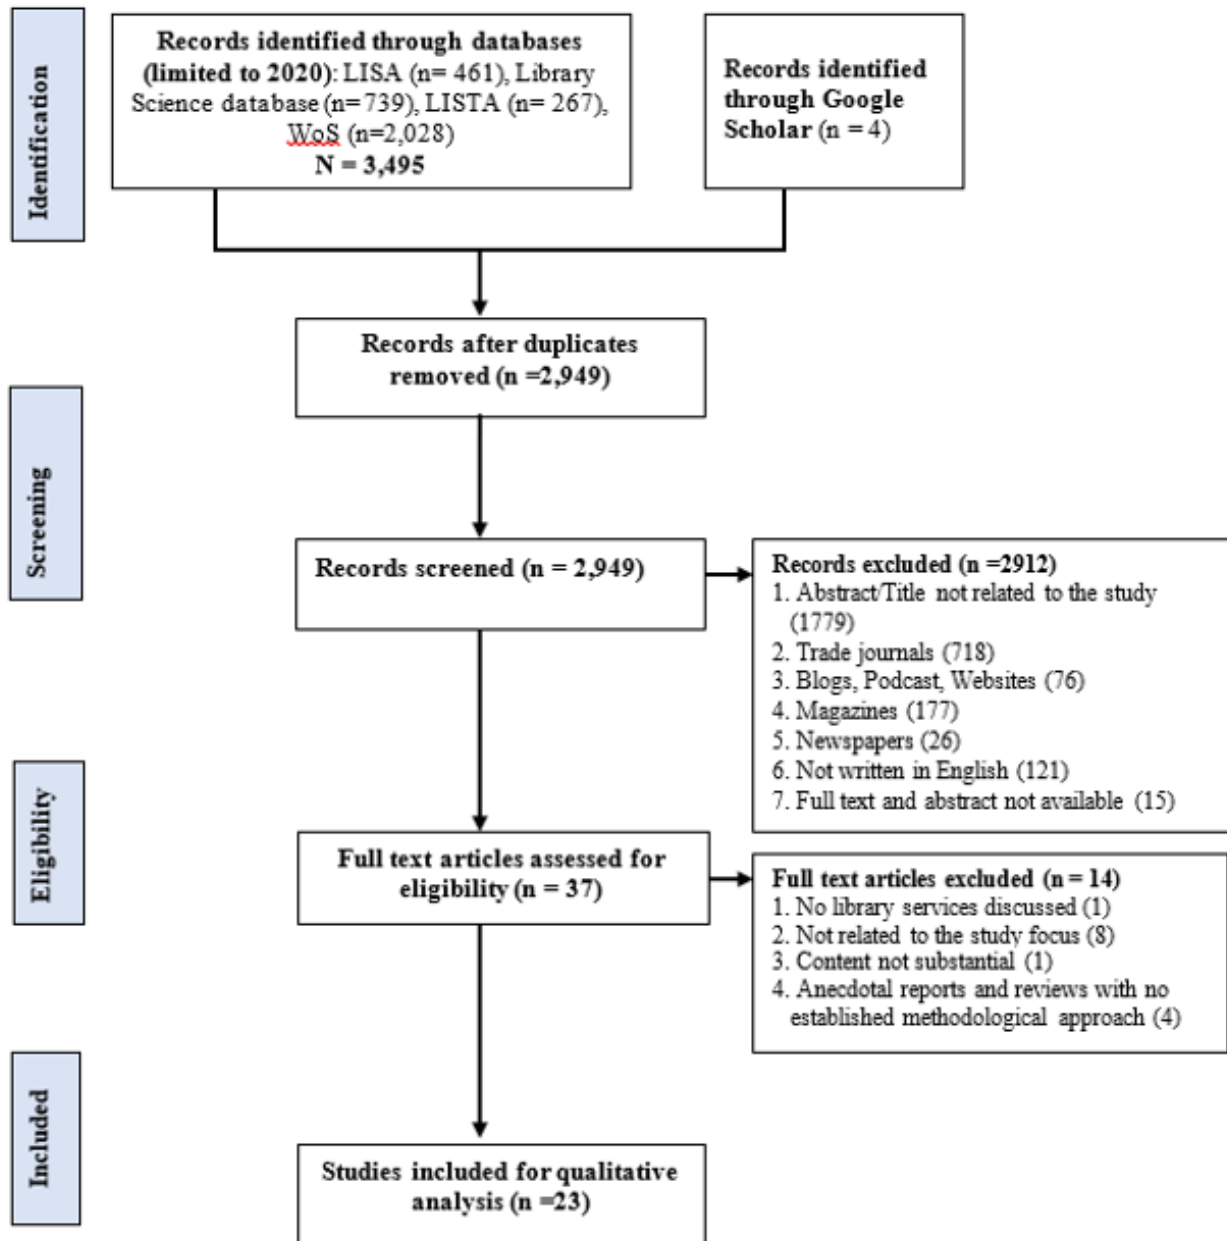 Identification
Records identified through databases
(limited to 2020): LISA (n= 461), Library
Science database (n=739), LISTA (n= 267),
WoS (n=2,028)
N = 3,495
Records identified
through Google
Scholar (n = 4)
Records after duplicates
removed (n =2,949)
Screening
Records screened (n = 2,949)
Records excluded (n =2912)
1. Abstract/Title not related to the study
(1779)
2. Trade journals (718)
3. Blogs, Podcast, Websites (76)
4. Magazines (177)
5. Newspapers (26)
6. Not written in English (121)
7. Full text and abstract not available (15)
Eligibility
Full text articles assessed for
eligibility (n = 37)
Full text articles excluded (n = 14)
1. No library services discussed (1)
2. Not related to the study focus (8)
3. Content not substantial (1)
4. Anecdotal reports and reviews with no
established methodological approach (4)
Included
Studies included for qualitative
analysis (n =23)